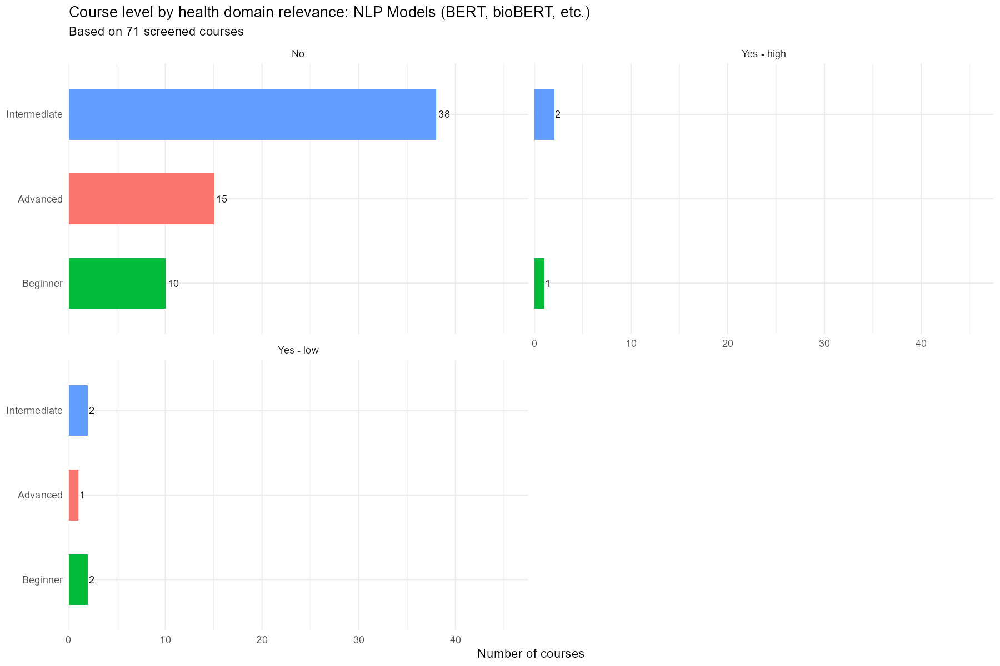 Course level by health domain relevance: NLP Models (BERT, bioBERT, etc.)
Based on 71 screened courses
No
Yes - high
Intermediate
38
2
Advanced
15
Beginner
10
1
0 10 20 30 40
Yes - low
Intermediate
2
Advanced
1
Beginner
2
0 10 20 30 40
Number of courses